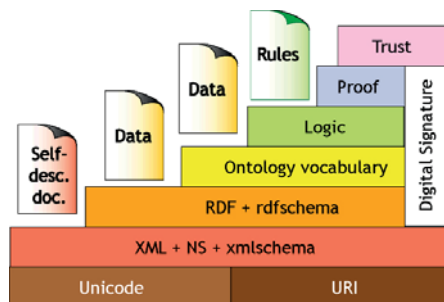 Trust
Rules
Proof
Data
Logic
Data
Self-
desc.
doc.
Ontology vocabulary
Digital Signature
RDF + rdfschema
XML + NS + xmlschema
Unicode
URI